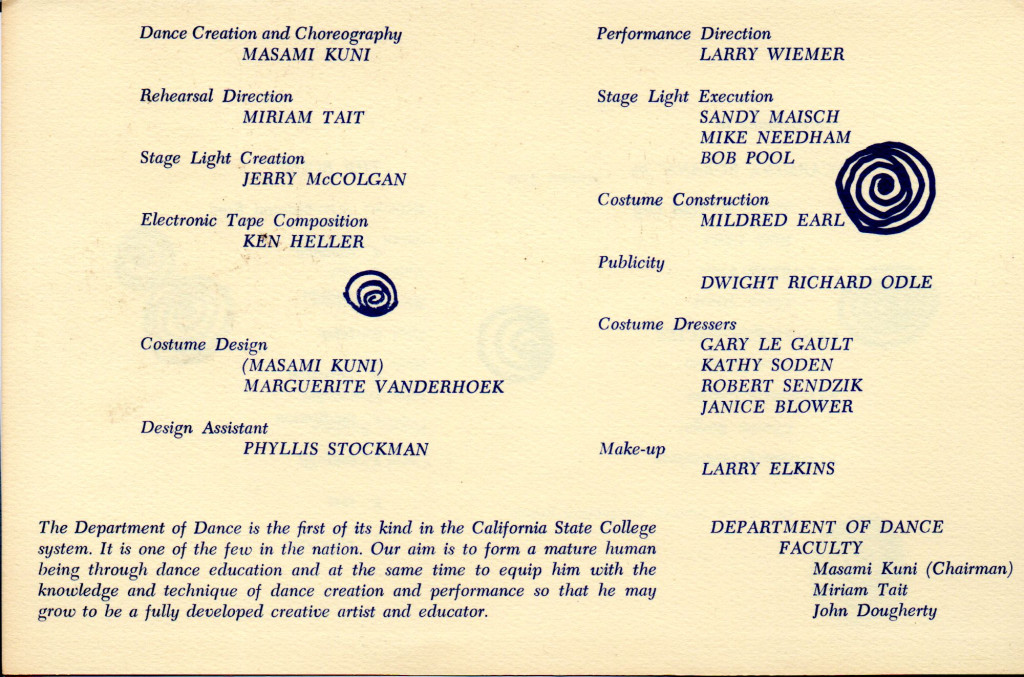 Dance Creation and Choreography
MASAMI KUNI
Rehearsal Direction
MIRIAM TAIT
Stage Light Creation
JERRY McCOLGAN
Electronic Tape Composition
KEN HELLER
Costume Design
(MASAMI KUNI)
MARGUERITE VANDERHOEK
Design Assistant
PHYLLIS STOCKMAN
Performance Direction
LARRY WIEMER
Stage Light Execution
SANDY MAISCH
MIKE NEEDHAM
BOB POOL
Costume Construction
MILDRED EARL
Publicity
DWIGHT RICHARD ODLE
Costume Dressers
GARY LE GAULT
KATHY SODEN
ROBERT SENDZIK
JANICE BLOWER
Make-up
LARRY ELKINS
The Department of Dance is the first of its kind in the California State College
system. It is one of the few in the nation. Our aim is to form a mature human
being through dance education and at the same time to equip him with the
knowledge and technique of dance creation and performance so that he may
grow to be a fully developed creative artist and educator.
DEPARTMENT OF DANCE
FACULTY
Masami Kuni (Chairman)
Miriam Tait
John Dougherty